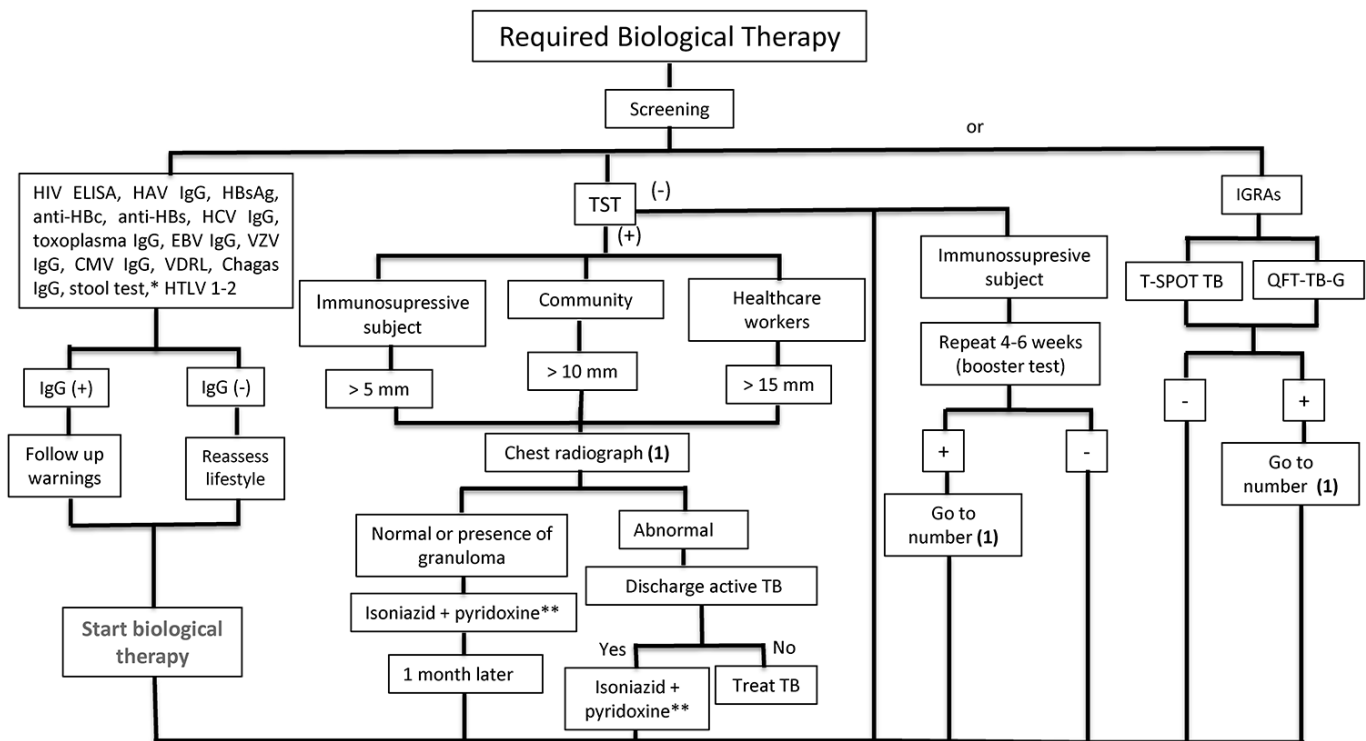 Required Biological Therapy
Screening
or
HIV ELISA, HAV IgG, HBsAg,
anti-HBc, anti-HBs, HCV IgG,
toxoplasma IgG, EBV IgG, VZV
IgG, CMV IgG, VDRL, Chagas
IgG, stool test,* HTLV 1-2
IgG (+)
IgG (-)
Follow up
warnings
Reassess
lifestyle
Start biological
therapy
TST
(-)
(+)
Immunosupressive
subject
Community
Healthcare
workers
> 5 mm
> 10 mm
> 15 mm
Chest radiograph (1)
Normal or presence of
granuloma
Abnormal
Isoniazid + pyridoxine**
Discharge active TB
1 month later
Yes
No
Isoniazid +
pyridoxine**
Treat TB
Immunossupresive
subject
Repeat 4-6 weeks
(booster test)
+
-
Go to
number (1)
IGRAs
T-SPOT TB
QFT-TB-G
-
+
Go to
number (1)